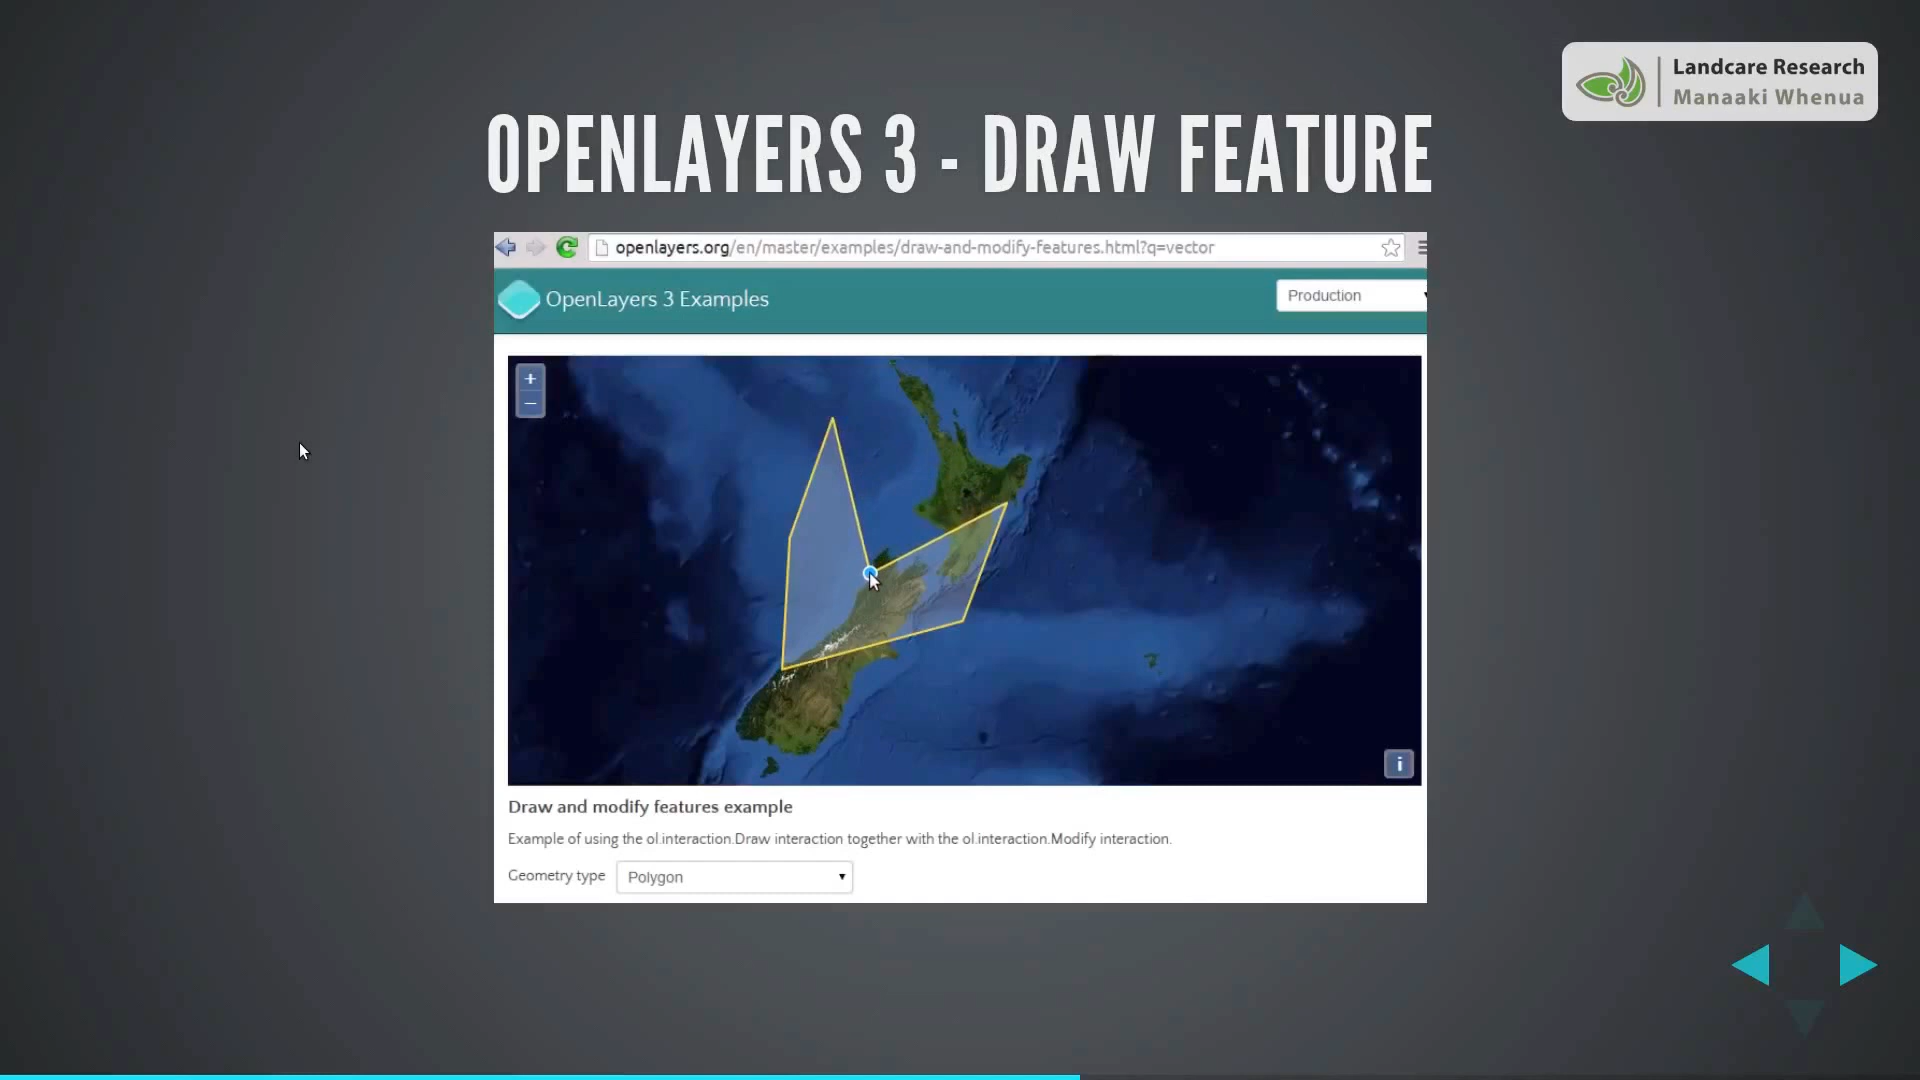 Landcare Research
Manaaki Whenua
OPENLAYERS 3 - DRAW FEATURE
openlayers.org/en/master/examples/draw-and-modify-features.html?q=vector
OpenLayers 3 Examples
Production
+
–
i
Draw and modify features example
Example of using the ol.interaction.Draw interaction together with the ol.interaction.Modify interaction.
Geometry type
Polygon